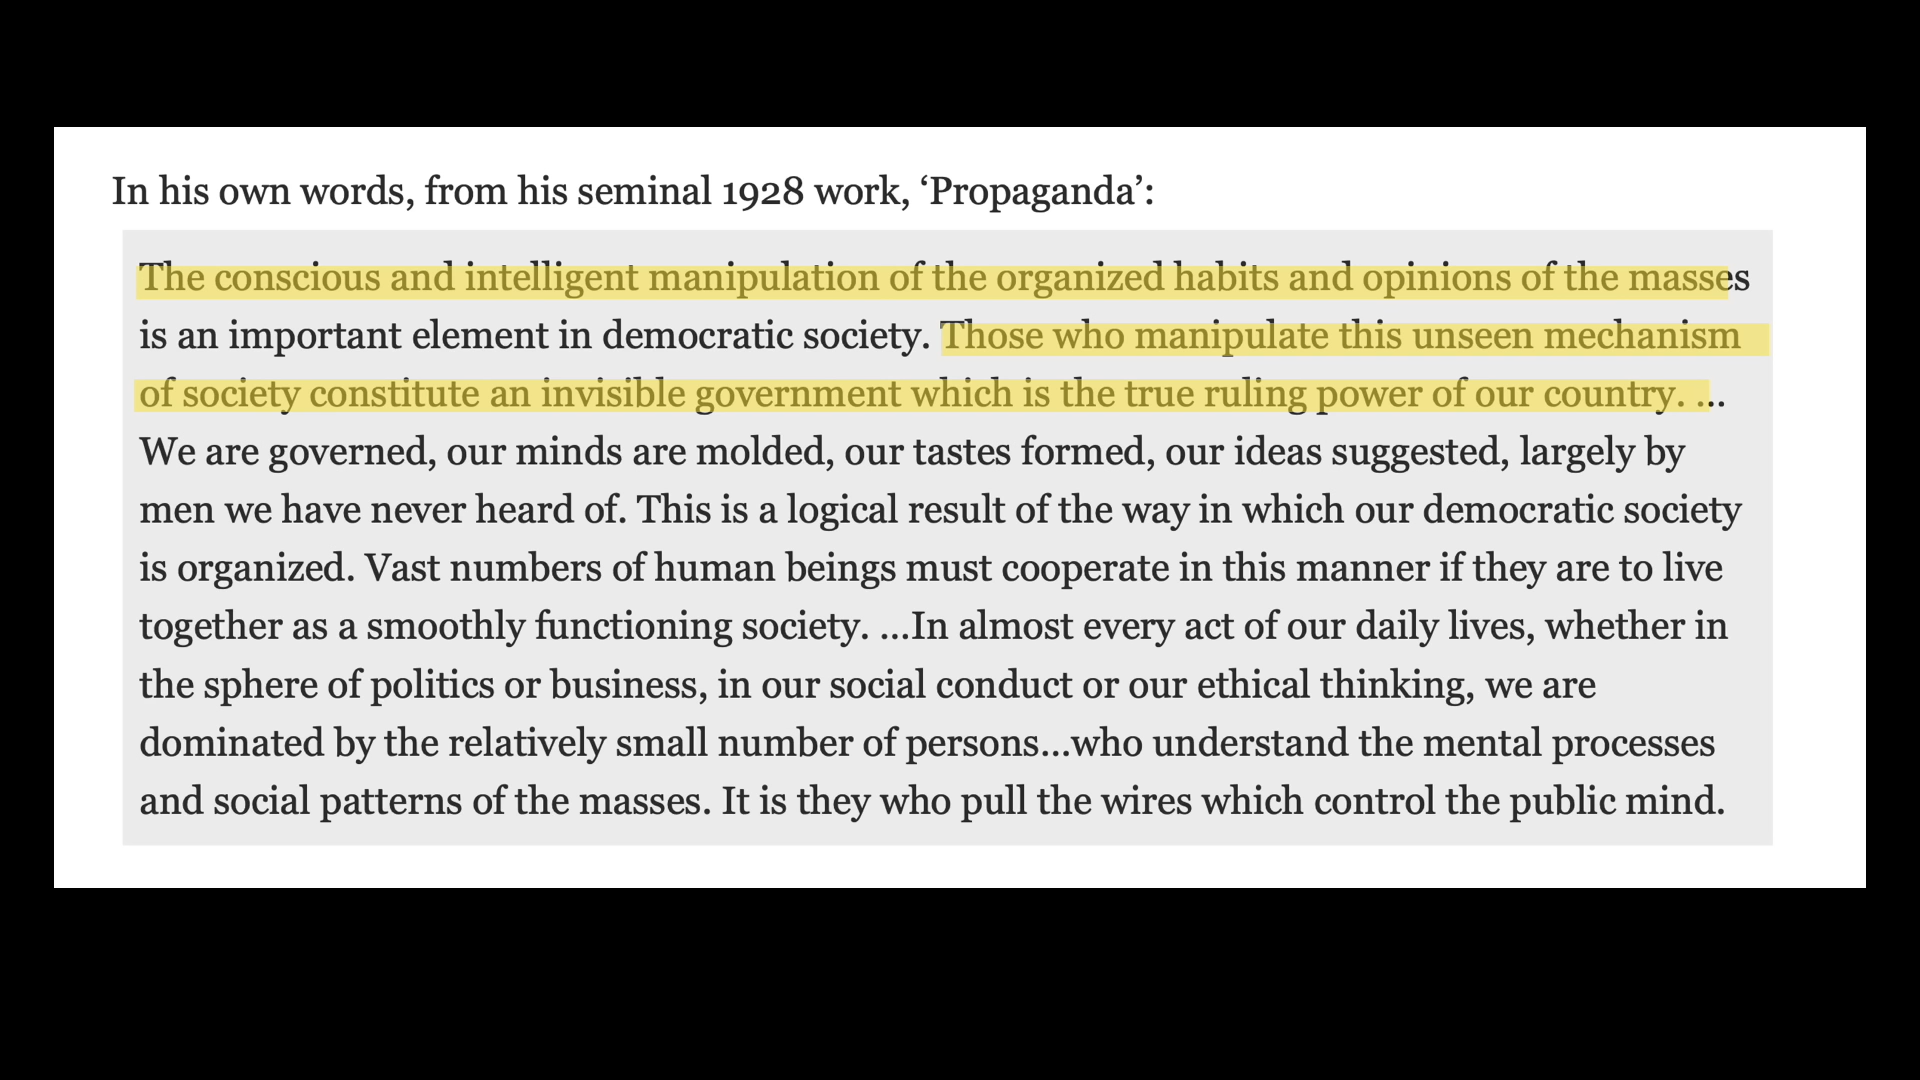 In his own words, from his seminal 1928 work, ‘Propaganda’:
The conscious and intelligent manipulation of the organized habits and opinions of the masses
is an important element in democratic society. Those who manipulate this unseen mechanism
of society constitute an invisible government which is the true ruling power of our country. ...
We are governed, our minds are molded, our tastes formed, our ideas suggested, largely by
men we have never heard of. This is a logical result of the way in which our democratic society
is organized. Vast numbers of human beings must cooperate in this manner if they are to live
together as a smoothly functioning society. ...In almost every act of our daily lives, whether in
the sphere of politics or business, in our social conduct or our ethical thinking, we are
dominated by the relatively small number of persons...who understand the mental processes
and social patterns of the masses. It is they who pull the wires which control the public mind.